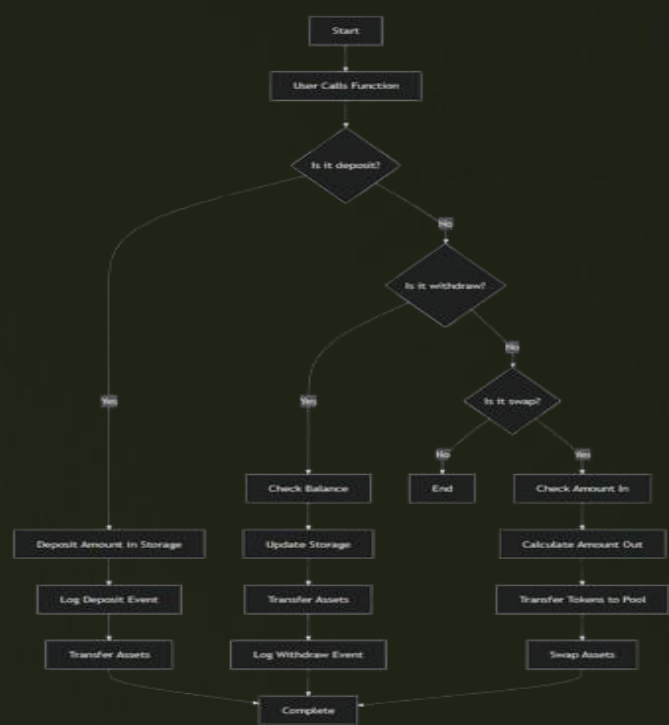 Start
User Calls Function
Is it deposit?
No
Is it withdraw?
No
Yes
Yes
Is it swap?
No
Yes
Check Balance
End
Check Amount In
Deposit Amount in Storage
Update Storage
Calculate Amount Out
Log Deposit Event
Transfer Assets
Transfer Tokens to Pool
Transfer Assets
Log Withdraw Event
Swap Assets
Complete